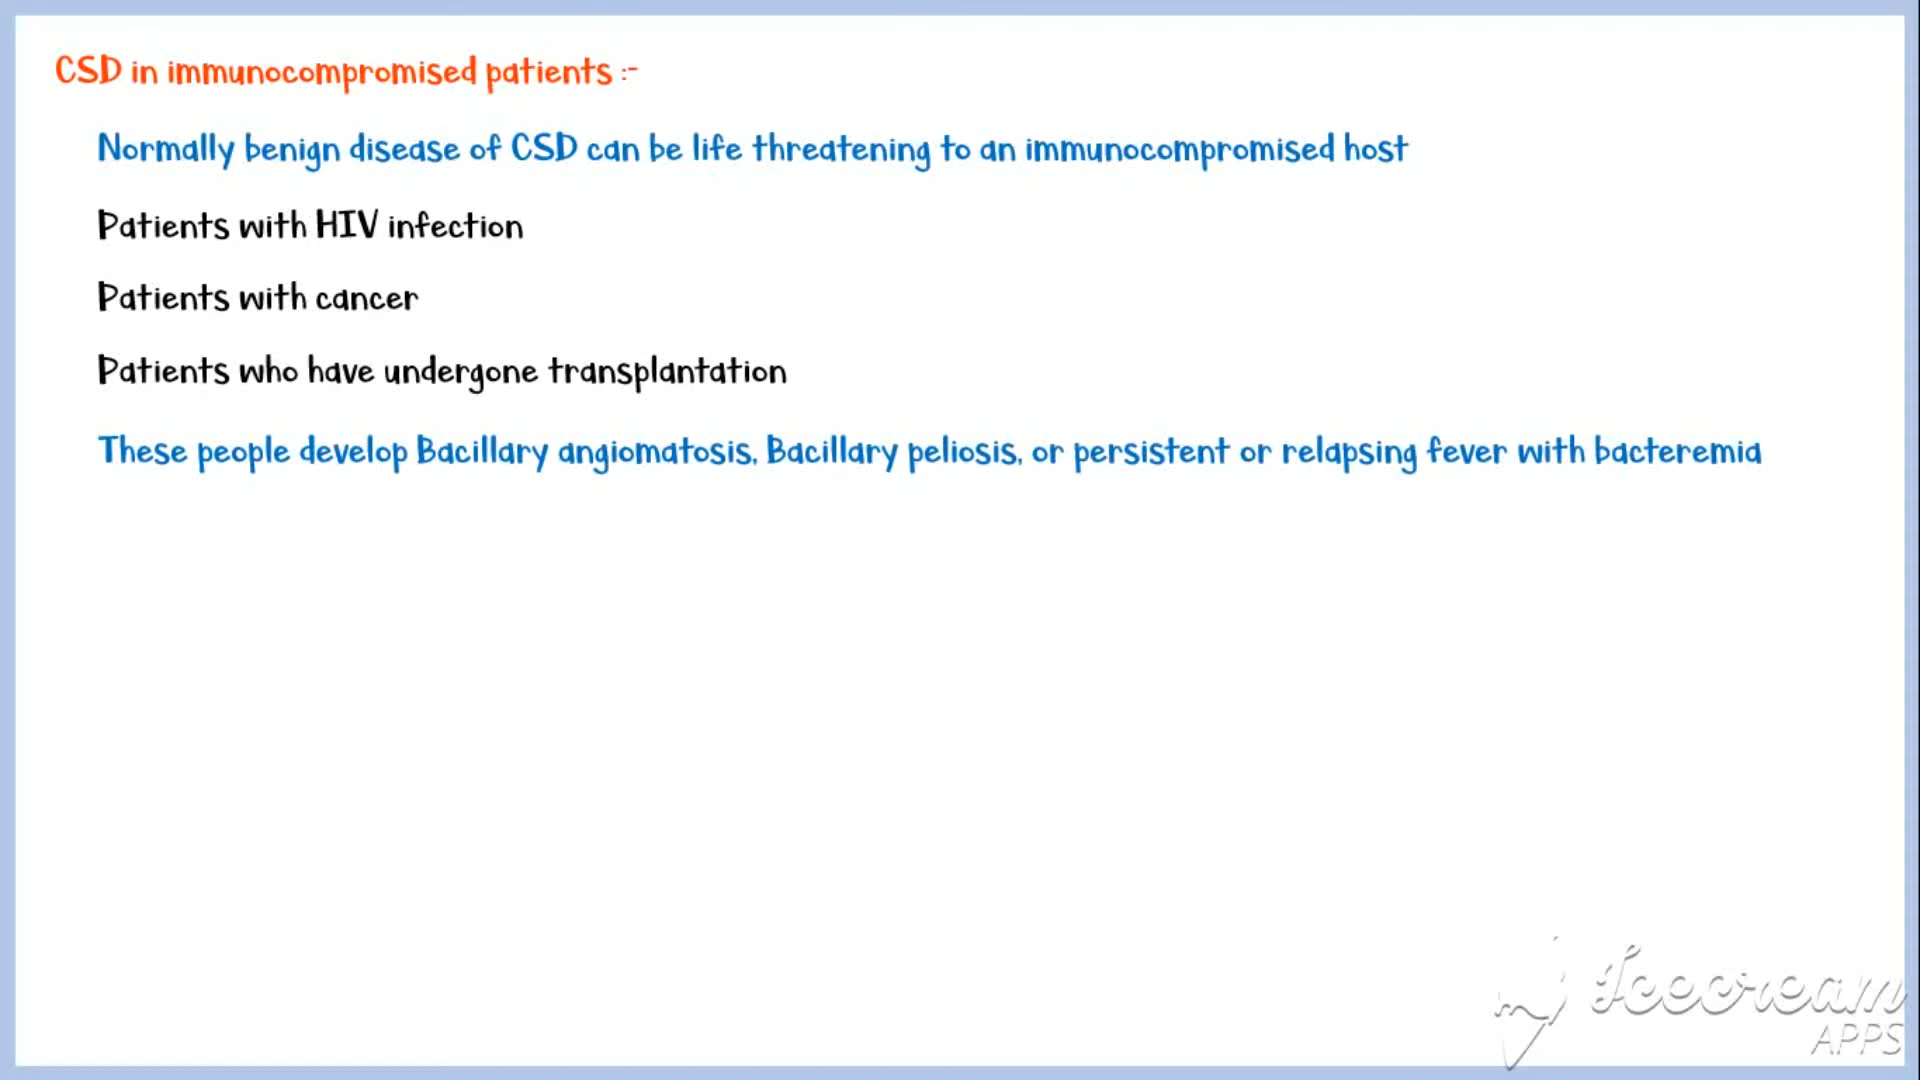 CSD in immunocompromised patients :-
Normally benign disease of CSD can be life threatening to an immunocompromised host
Patients with HIV infection
Patients with cancer
Patients who have undergone transplantation
These people develop Bacillary angiomatosis, Bacillary peliosis, or persistent or relapsing fever with bacteremia
Icecream
APPS